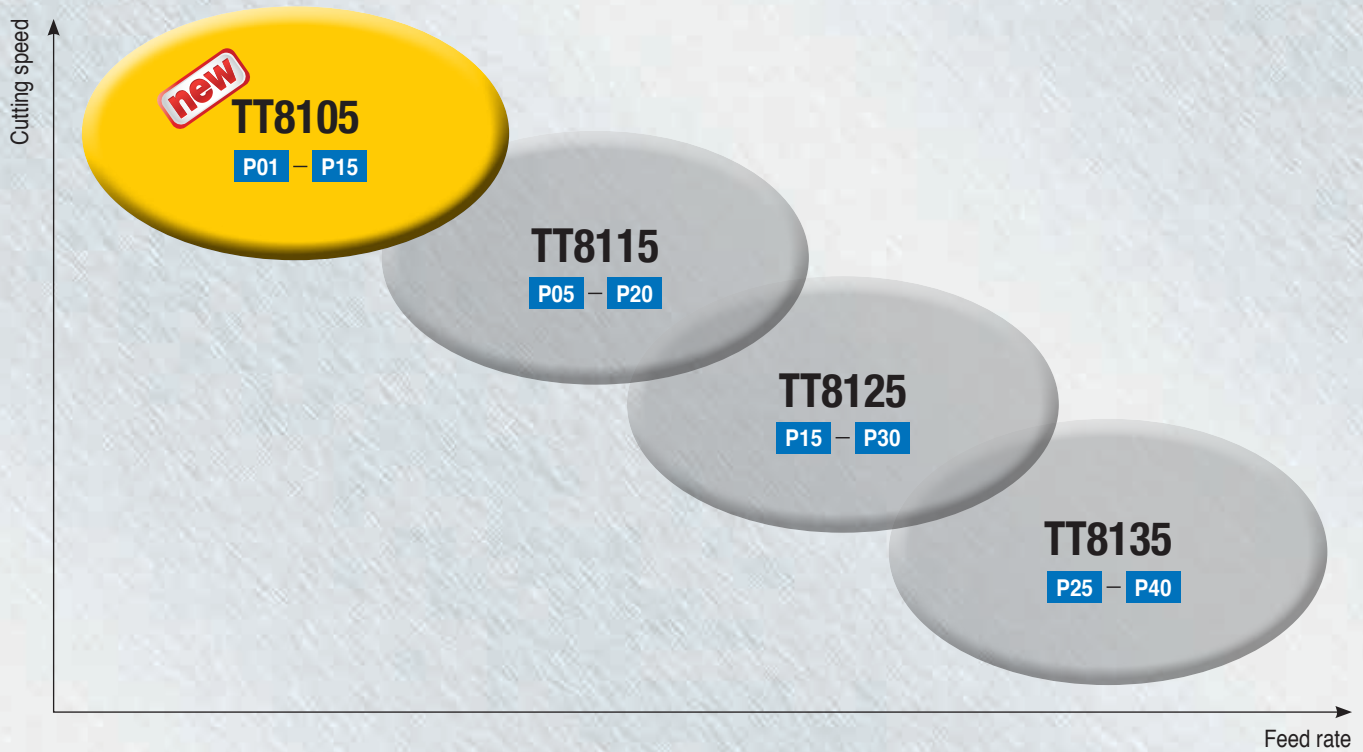 Cutting speed
new
TT8105
P01 – P15
TT8115
P05 – P20
TT8125
P15 – P30
TT8135
P25 – P40
Feed rate